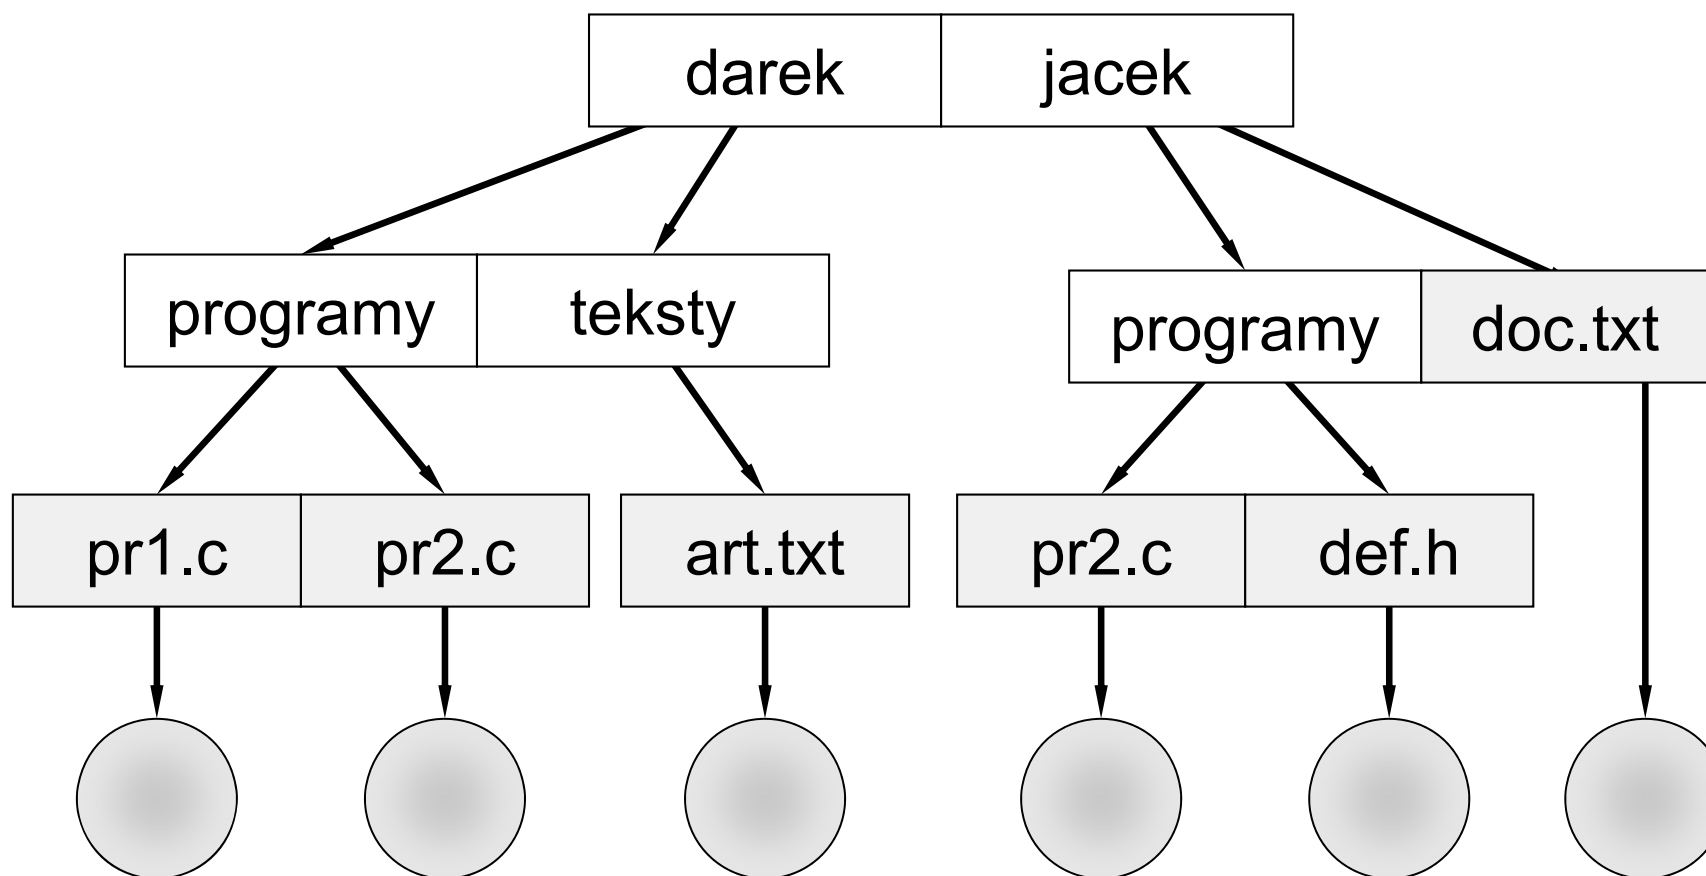 darek jacek
programy teksty
programy doc.txt
pr1.c pr2.c art.txt pr2.c def.h